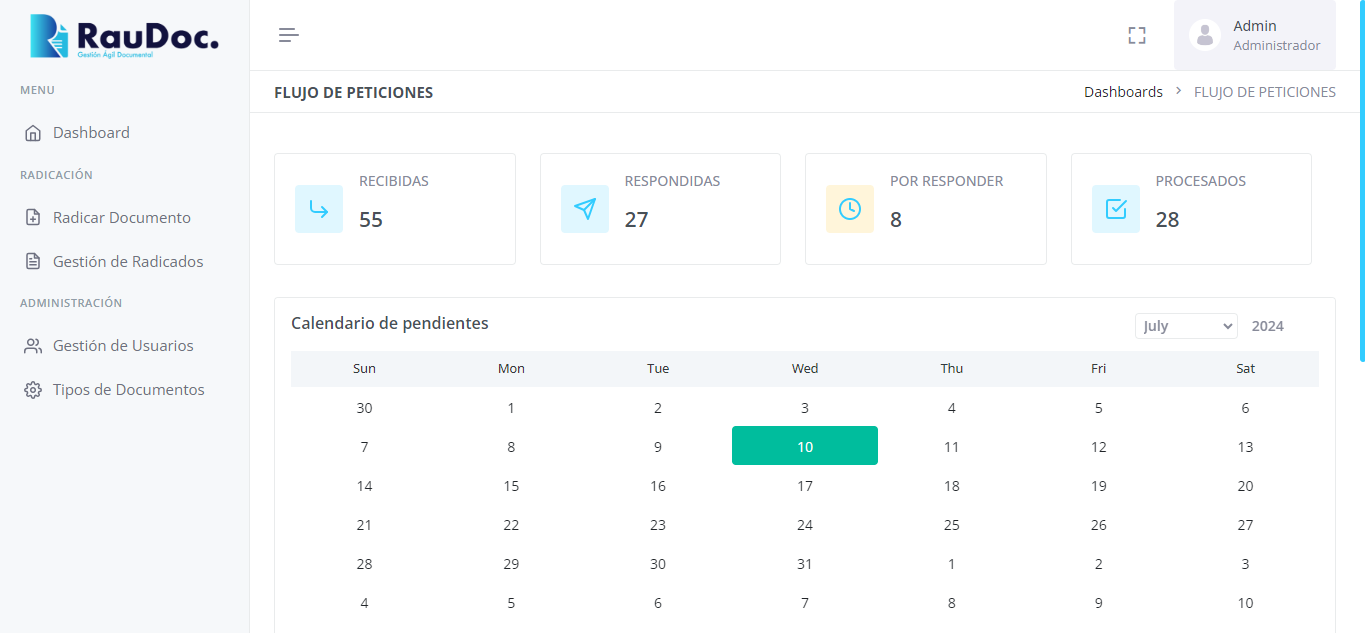 RauDoc.
Gestión Ágil Documental
MENU
Dashboard
RADICACIÓN
Radicar Documento
Gestión de Radicados
ADMINISTRACIÓN
Gestión de Usuarios
Tipos de Documentos
Admin
Administrador
FLUJO DE PETICIONES
Dashboards > FLUJO DE PETICIONES
RECIBIDAS
55
RESPONDIDAS
27
POR RESPONDER
8
PROCESADOS
28
Calendario de pendientes
July 2024
Sun Mon Tue Wed Thu Fri Sat
30 1 2 3 4 5 6
7 8 9 10 11 12 13
14 15 16 17 18 19 20
21 22 23 24 25 26 27
28 29 30 31 1 2 3
4 5 6 7 8 9 10